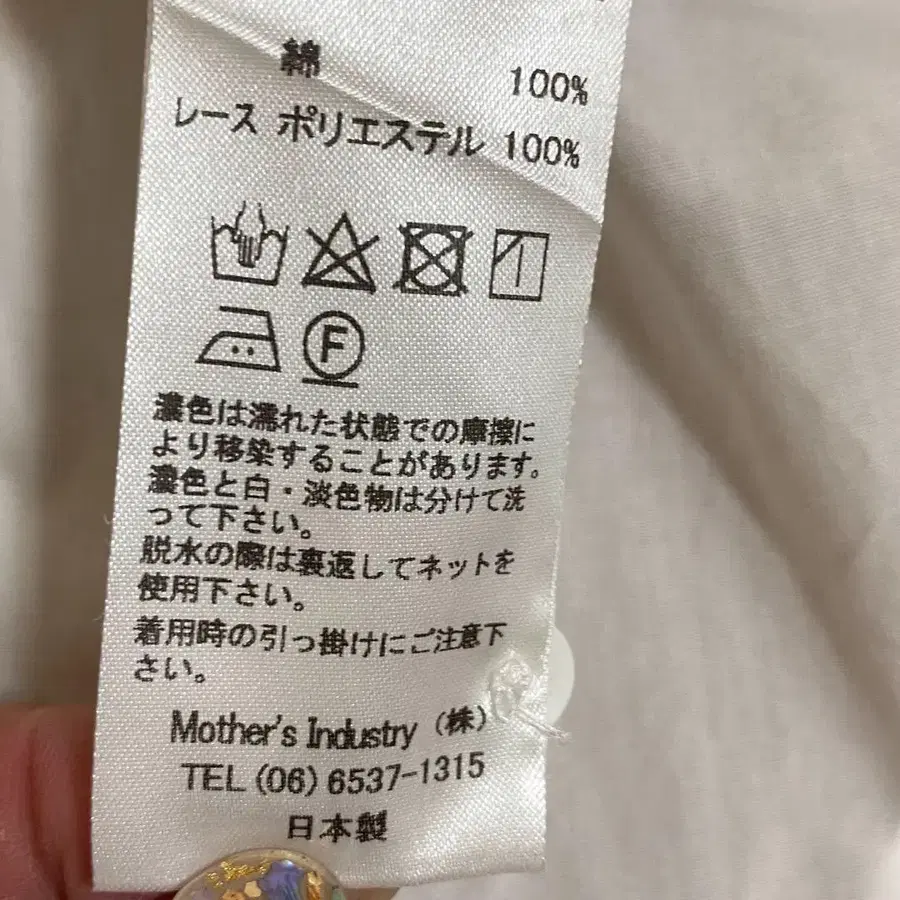 綿 100%
レース ポリエステル 100%
F
濃色は濡れた状態での摩擦に
より移染することがあります。
濃色と白・淡色物は分けて洗
って下さい。
脱水の際は裏返してネットを
使用下さい。
着用時の引っ掛けにご注意下
さい。
Mother's Industry (株)
TEL (06) 6537-1315
日本製